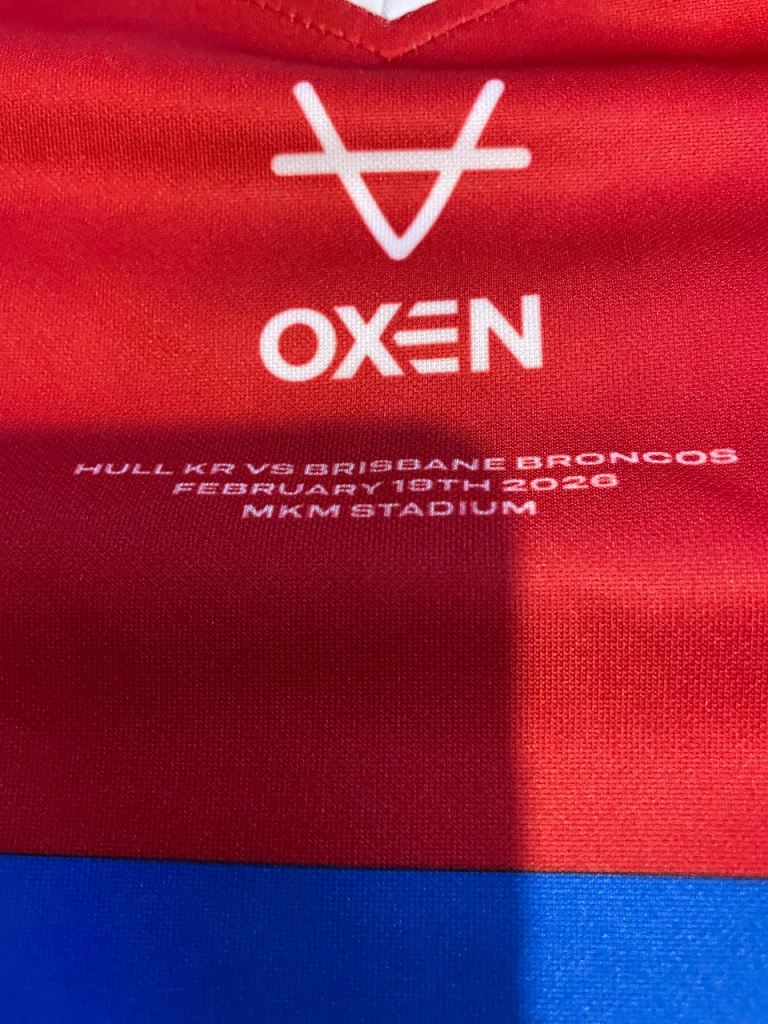 OXEN
HULL KR VS BRISBANE BRONCOS
FEBRUARY 19TH 2026
MKM STADIUM